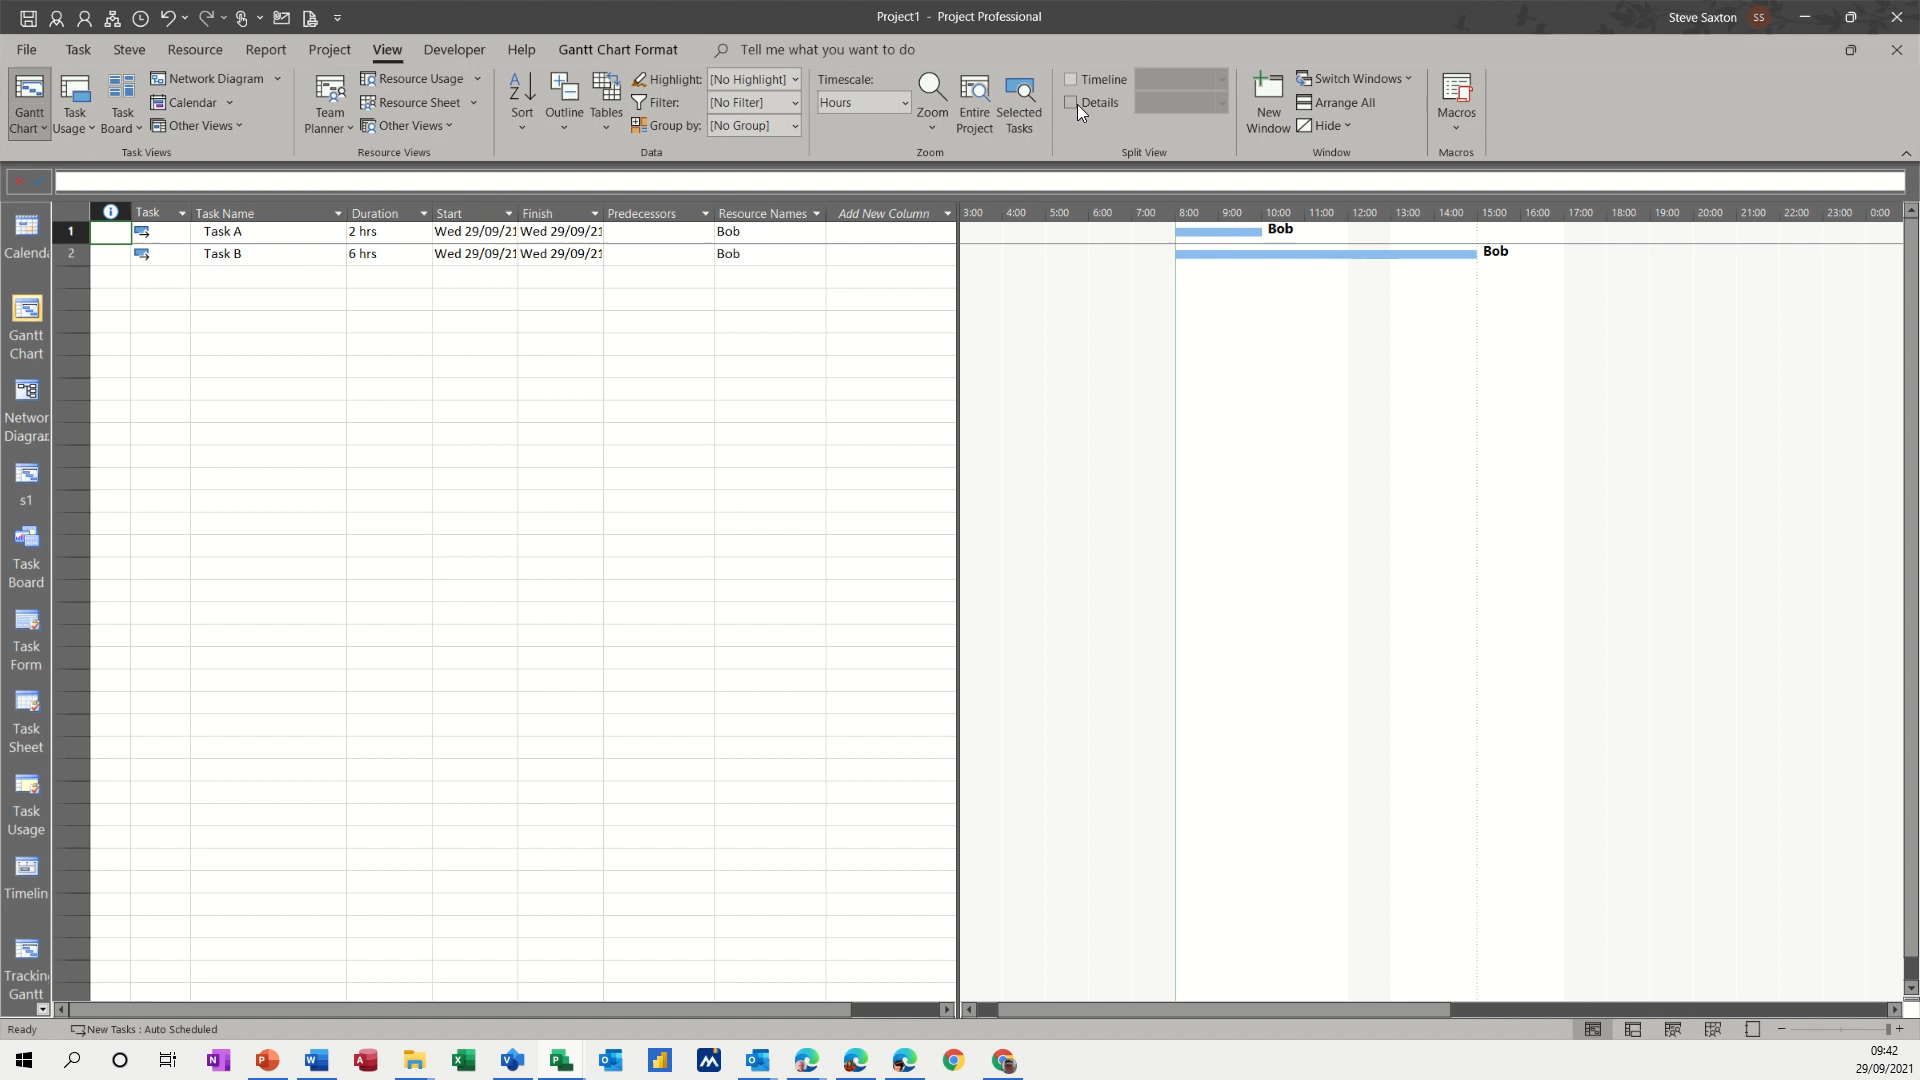 Project1 - Project Professional
Steve Saxton SS
File Task Steve Resource Report Project View Developer Help Gantt Chart Format Tell me what you want to do
Gantt Chart
Task Usage
Task Board
Network Diagram
Calendar
Other Views
Task Views
Team Planner
Resource Usage
Resource Sheet
Other Views
Resource Views
Sort
Outline
Tables
Highlight: [No Highlight]
Filter: [No Filter]
Group by: [No Group]
Data
Timescale:
Hours
Zoom
Entire Project
Selected Tasks
Zoom
Timeline
Details
Split View
New Window
Switch Windows
Arrange All
Hide
Window
Macros
Macros
Task Task Name Duration Start Finish Predecessors Resource Names Add New Column
3:00 4:00 5:00 6:00 7:00 8:00 9:00 10:00 11:00 12:00 13:00 14:00 15:00 16:00 17:00 18:00 19:00 20:00 21:00 22:00 23:00 0:00
1 Task A 2 hrs Wed 29/09/21 Wed 29/09/21 Bob Bob
2 Task B 6 hrs Wed 29/09/21 Wed 29/09/21 Bob Bob
Calenda
Gantt
Chart
Networ
Diagrar
s1
Task
Board
Task
Form
Task
Sheet
Task
Usage
Timelin
Trackin
Gantt
Ready New Tasks : Auto Scheduled
09:42
29/09/2021